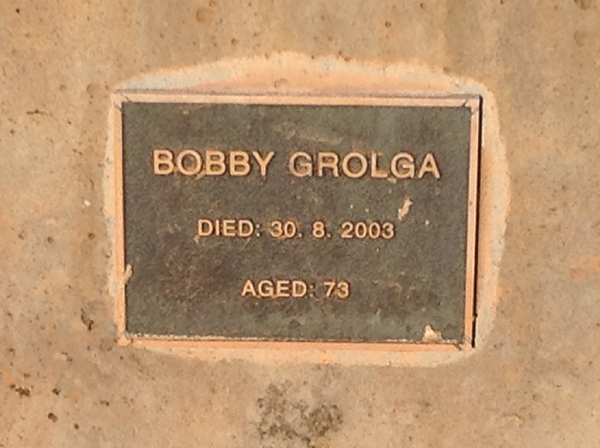 BOBBY GROLGA
DIED: 30. 8. 2003
AGED: 73